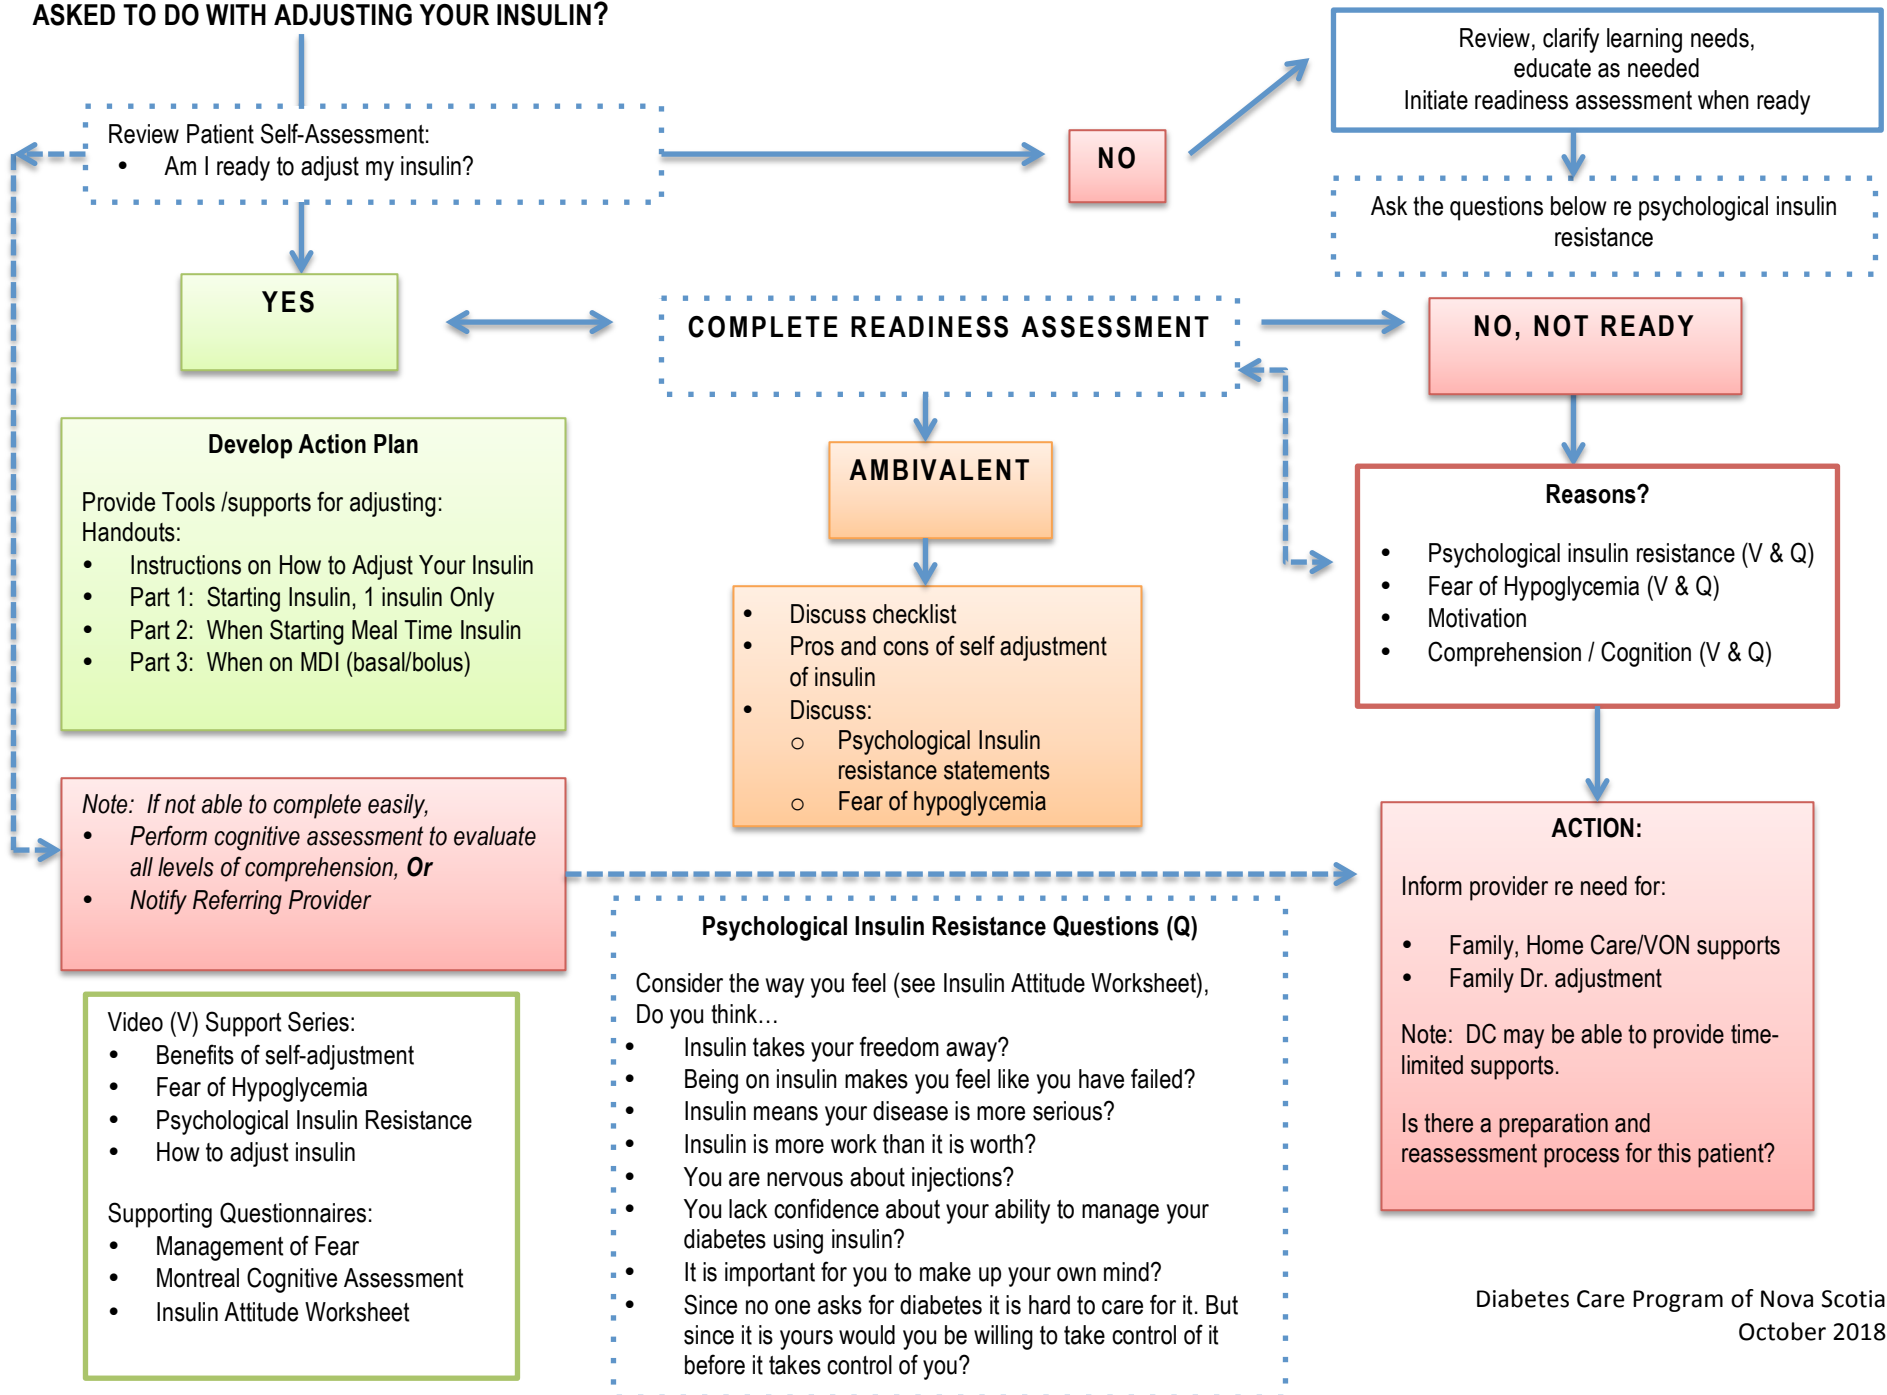 ASKED TO DO WITH ADJUSTING YOUR INSULIN?
Review Patient Self-Assessment:
• Am I ready to adjust my insulin?
NO
Review, clarify learning needs,
educate as needed
Initiate readiness assessment when ready
Ask the questions below re psychological insulin
resistance
YES
COMPLETE READINESS ASSESSMENT
NO, NOT READY
Develop Action Plan
Provide Tools /supports for adjusting:
Handouts:
• Instructions on How to Adjust Your Insulin
• Part 1: Starting Insulin, 1 insulin Only
• Part 2: When Starting Meal Time Insulin
• Part 3: When on MDI (basal/bolus)
AMBIVALENT
• Discuss checklist
• Pros and cons of self adjustment
of insulin
• Discuss:
o Psychological Insulin
resistance statements
o Fear of hypoglycemia
Reasons?
• Psychological insulin resistance (V & Q)
• Fear of Hypoglycemia (V & Q)
• Motivation
• Comprehension / Cognition (V & Q)
Note: If not able to complete easily,
• Perform cognitive assessment to evaluate
all levels of comprehension, Or
• Notify Referring Provider
ACTION:
Inform provider re need for:
• Family, Home Care/VON supports
• Family Dr. adjustment
Note: DC may be able to provide time-
limited supports.
Is there a preparation and
reassessment process for this patient?
Video (V) Support Series:
• Benefits of self-adjustment
• Fear of Hypoglycemia
• Psychological Insulin Resistance
• How to adjust insulin
Supporting Questionnaires:
• Management of Fear
• Montreal Cognitive Assessment
• Insulin Attitude Worksheet
Psychological Insulin Resistance Questions (Q)
Consider the way you feel (see Insulin Attitude Worksheet),
Do you think…
• Insulin takes your freedom away?
• Being on insulin makes you feel like you have failed?
• Insulin means your disease is more serious?
• Insulin is more work than it is worth?
• You are nervous about injections?
• You lack confidence about your ability to manage your
diabetes using insulin?
• It is important for you to make up your own mind?
• Since no one asks for diabetes it is hard to care for it. But
since it is yours would you be willing to take control of it
before it takes control of you?
Diabetes Care Program of Nova Scotia
October 2018